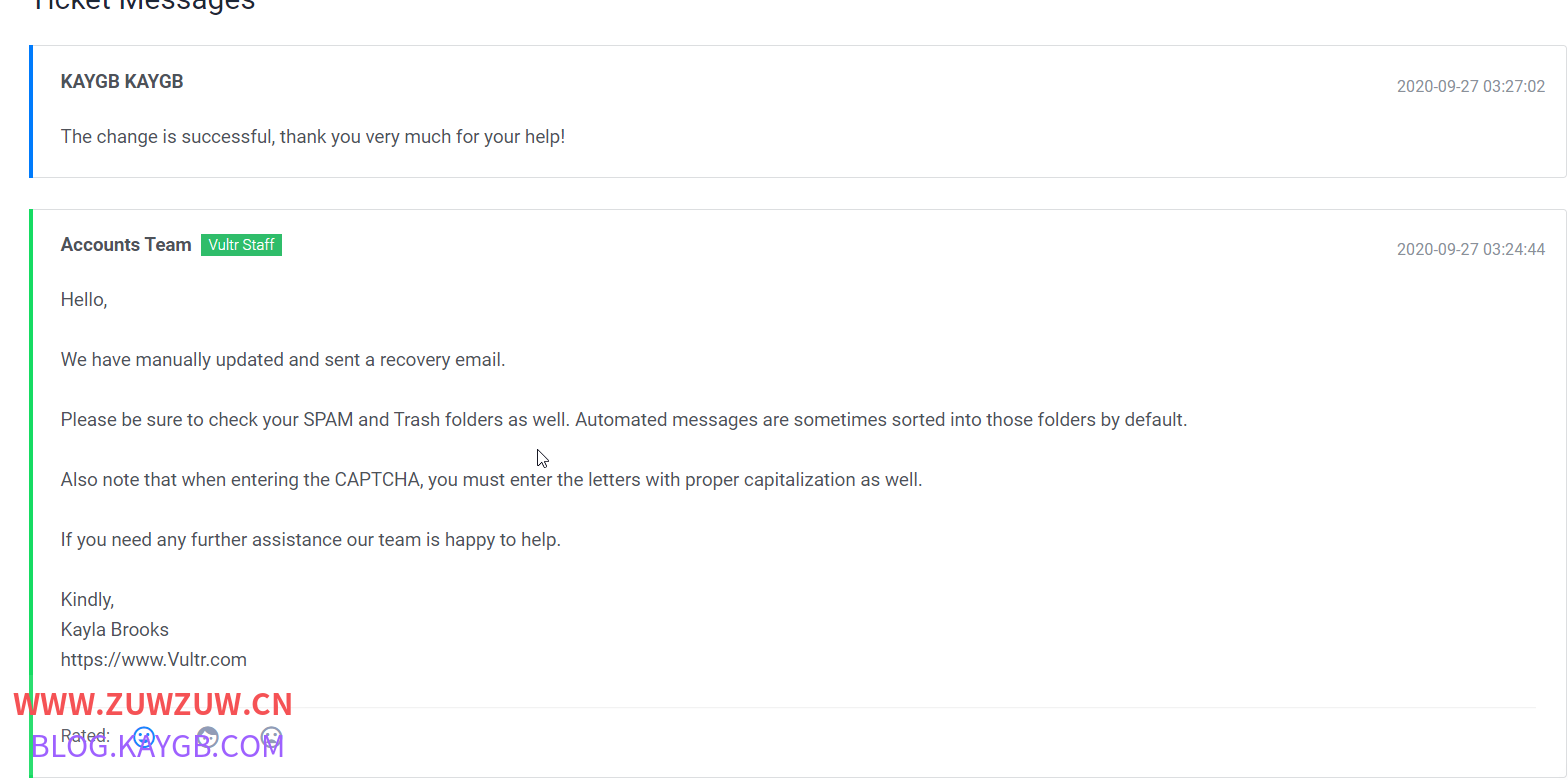 Ticket Messages
KAYGB KAYGB
2020-09-27 03:27:02
The change is successful, thank you very much for your help!
Accounts Team Vultr Staff
2020-09-27 03:24:44
Hello,
We have manually updated and sent a recovery email.
Please be sure to check your SPAM and Trash folders as well. Automated messages are sometimes sorted into those folders by default.
Also note that when entering the CAPTCHA, you must enter the letters with proper capitalization as well.
If you need any further assistance our team is happy to help.
Kindly,
Kayla Brooks
https://www.Vultr.com
WWW.ZUWZUW.CN
Rated:
BLOG.KAYGB.COM